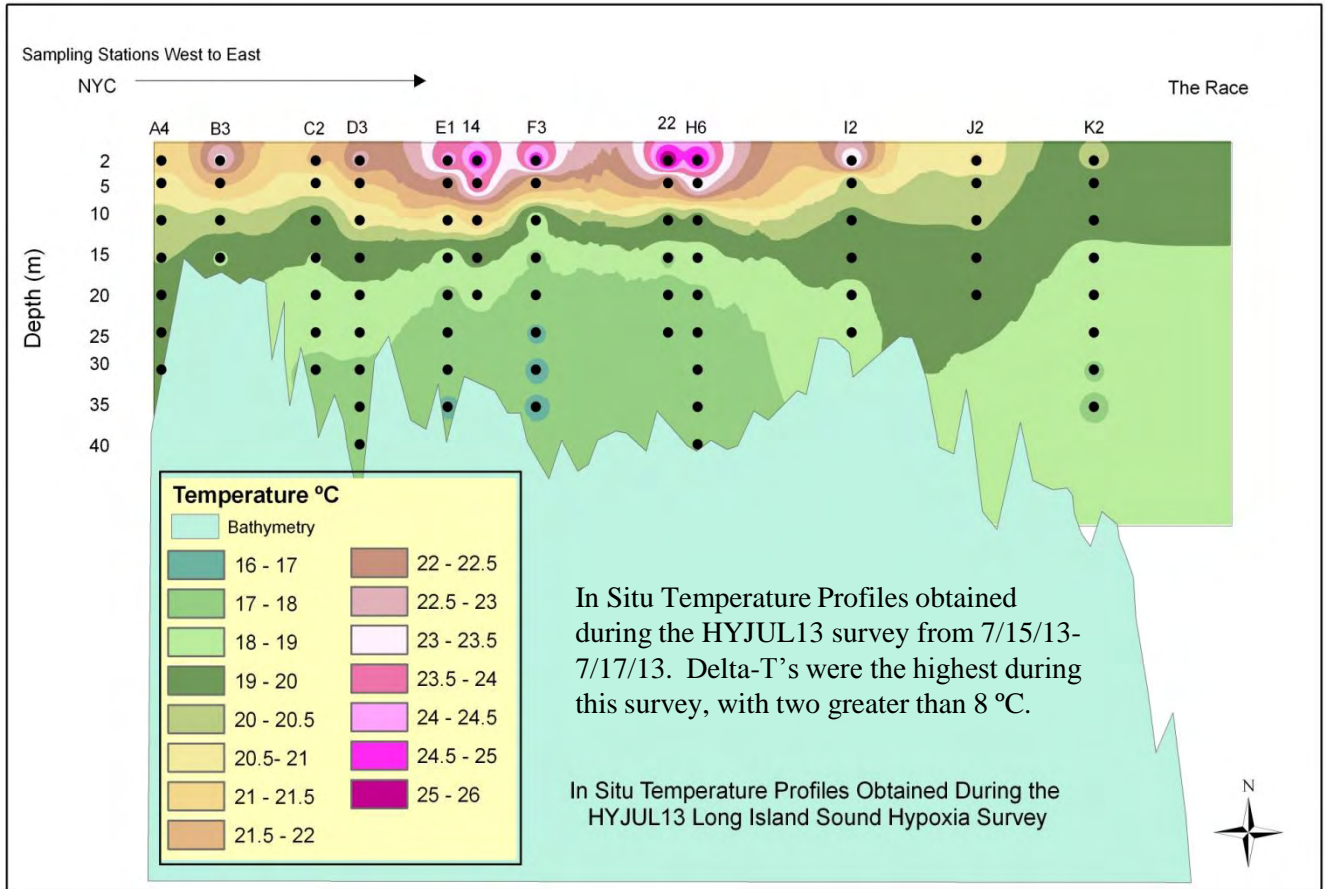 Sampling Stations West to East
NYC
The Race
A4 B3 C2 D3 E1 14 F3 22 H6 I2 J2 K2
Depth (m)
2
5
10
15
20
25
30
35
40
Temperature ºC
Bathymetry
16 - 17
17 - 18
18 - 19
19 - 20
20 - 20.5
20.5- 21
21 - 21.5
21.5 - 22
22 - 22.5
22.5 - 23
23 - 23.5
23.5 - 24
24 - 24.5
24.5 - 25
25 - 26
In Situ Temperature Profiles obtained
during the HYJUL13 survey from 7/15/13-
7/17/13. Delta-T’s were the highest during
this survey, with two greater than 8 ºC.
In Situ Temperature Profiles Obtained During the
HYJUL13 Long Island Sound Hypoxia Survey
N